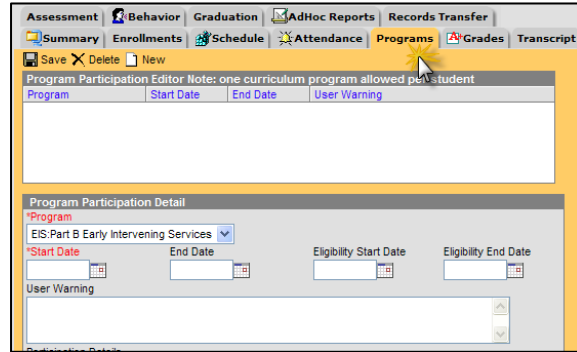 Assessment Behavior Graduation AdHoc Reports Records Transfer
Summary Enrollments Schedule Attendance Programs Grades Transcript
Save Delete New
Program Participation Editor Note: one curriculum program allowed per student
Program Start Date End Date User Warning
Program Participation Detail
*Program
EIS:Part B Early Intervening Services
*Start Date End Date Eligibility Start Date Eligibility End Date
User Warning
Participation Details